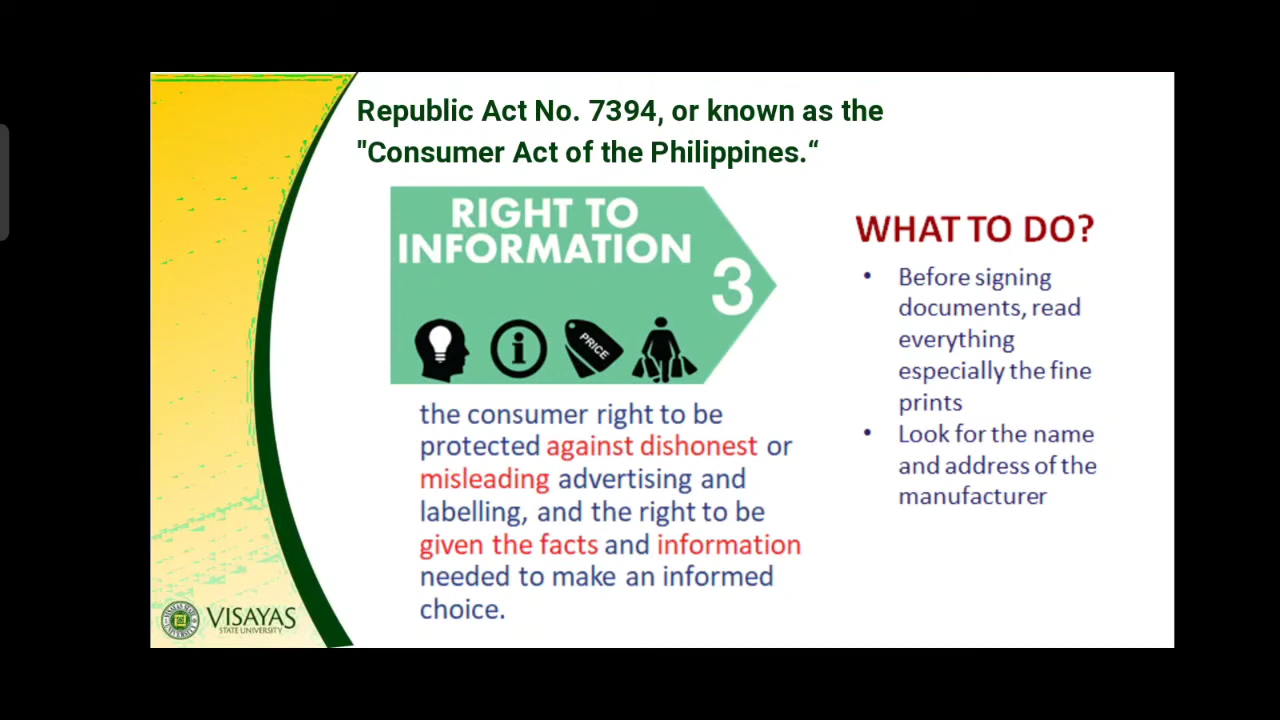 Republic Act No. 7394, or known as the
"Consumer Act of the Philippines.“
RIGHT TO
INFORMATION
3
PRICE
the consumer right to be
protected against dishonest or
misleading advertising and
labelling, and the right to be
given the facts and information
needed to make an informed
choice.
WHAT TO DO?
• Before signing
documents, read
everything
especially the fine
prints
• Look for the name
and address of the
manufacturer
VISAYAS
STATE UNIVERSITY